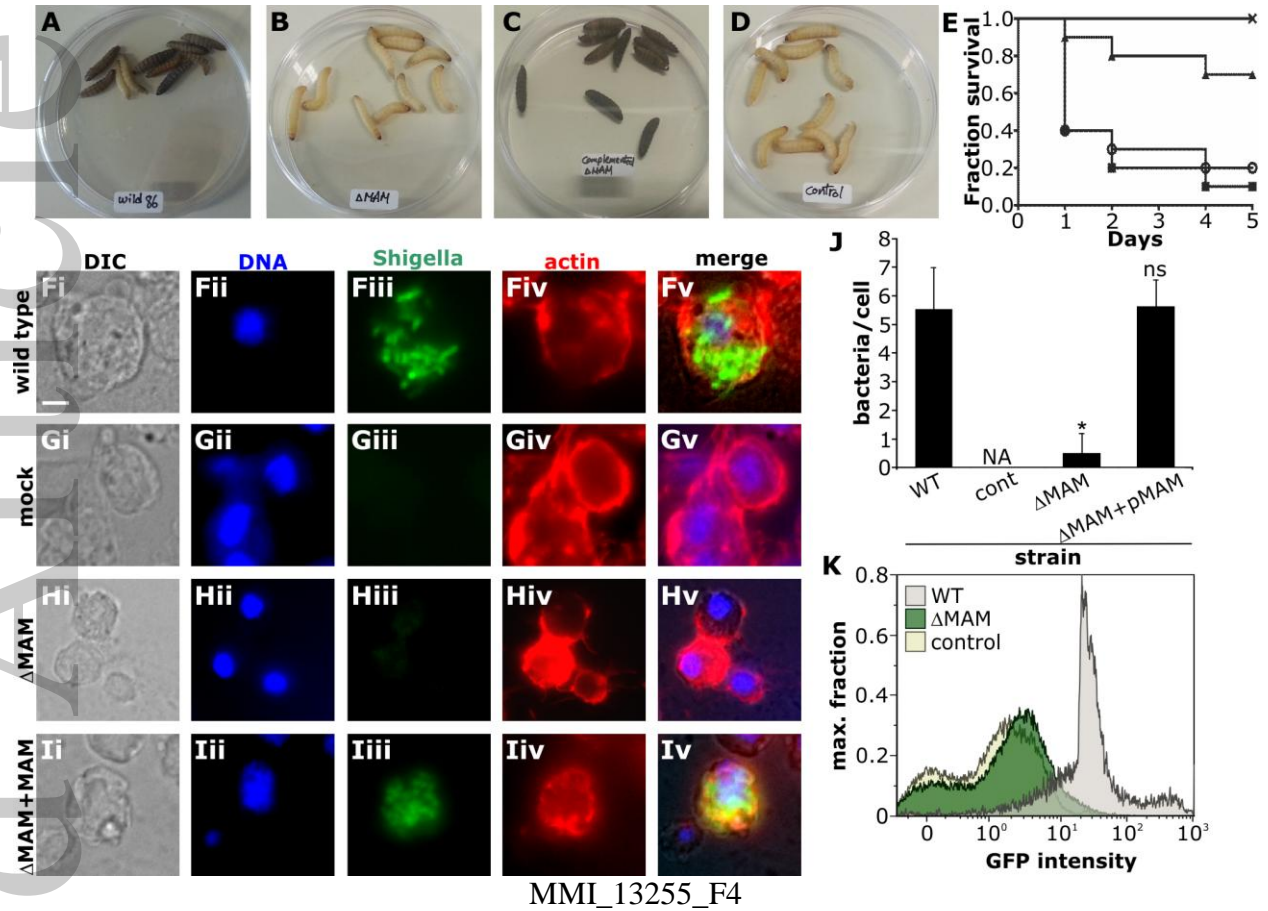 A
B
C
D
wild 86
ΔMAM
complemented
ΔMAM
control
E
Fraction survival
1.0
0.8
0.6
0.4
0.2
0.0
0 1 2 3 4 5
Days
DIC DNA Shigella actin merge
wild type
Fi Fii Fiii Fiv Fv
mock
Gi Gii Giii Giv Gv
ΔMAM
Hi Hii Hiii Hiv Hv
ΔMAM+MAM
Ii Iii Iiii Iiv Iv
J
bacteria/cell
8
7
6
5
4
3
2
1
0
NA
*
ns
WT cont ΔMAM ΔMAM+pMAM
strain
K
max. fraction
0.8
0.6
0.4
0.2
0
WT
ΔMAM
control
0 10⁰ 10¹ 10² 10³
GFP intensity
MMI_13255_F4